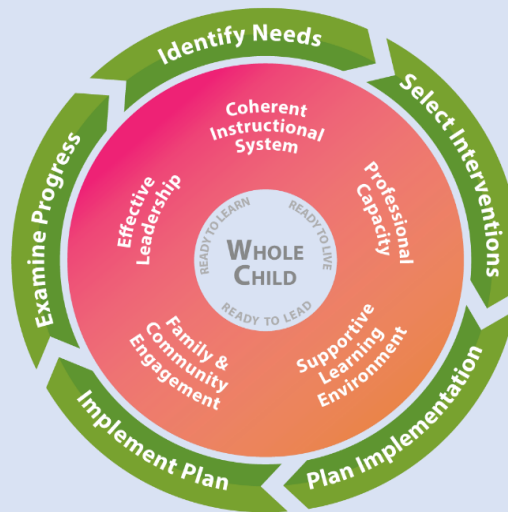 Identify Needs
Select Interventions
Plan Implementation
Implement Plan
Examine Progress
Coherent
Instructional
System
Professional
Capacity
Supportive
Learning
Environment
Family &
Community
Engagement
Effective
Leadership
READY TO LEARN
READY TO LIVE
READY TO LEAD
WHOLE
CHILD